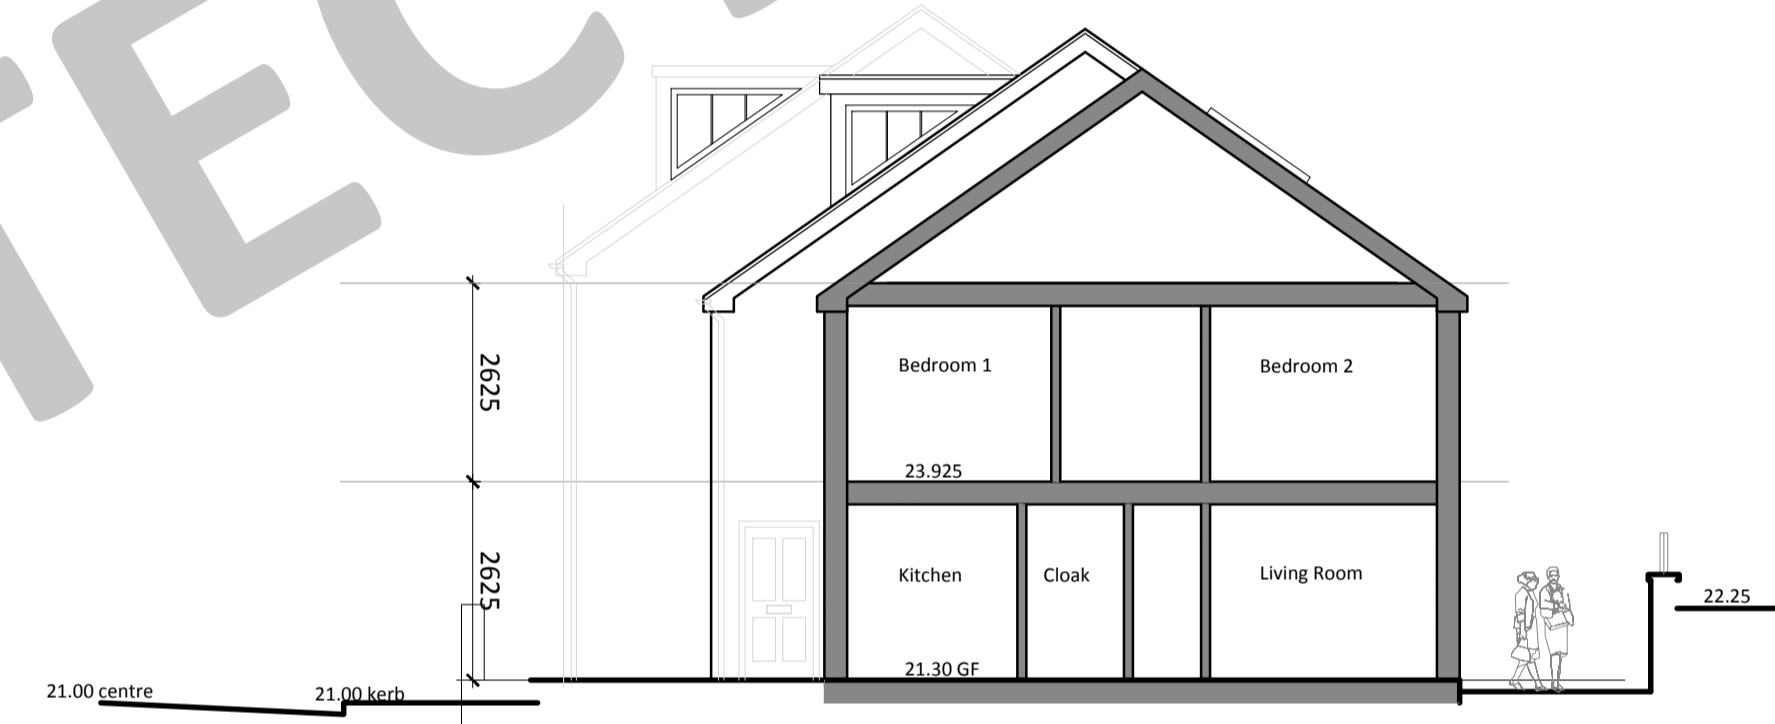 TECT
2625
Bedroom 1
Bedroom 2
23.925
2625
Kitchen
Cloak
Living Room
22.25
21.30 GF
21.00 centre
21.00 kerb